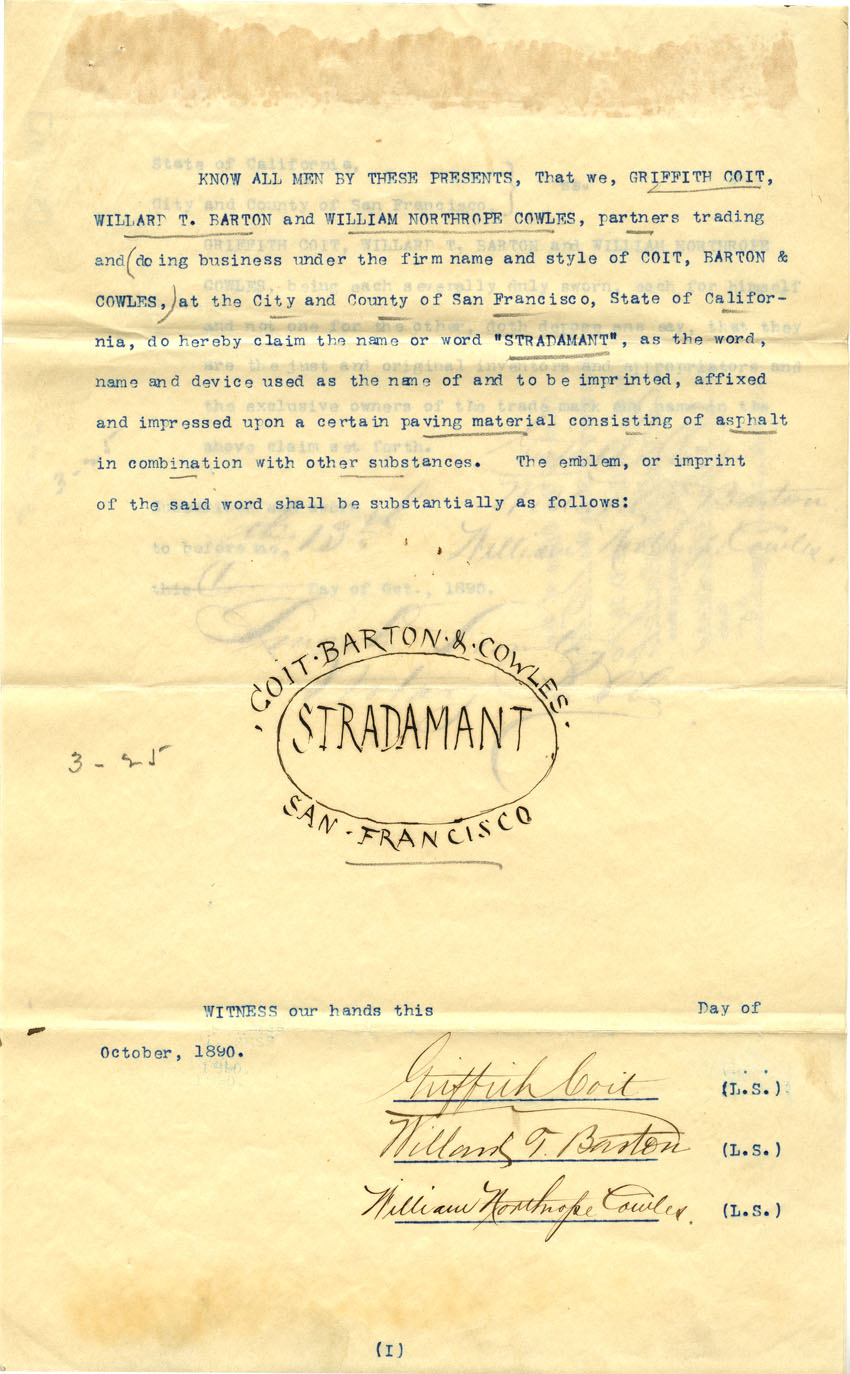 KNOW ALL MEN BY THESE PRESENTS, That we, GRIFFITH COIT,
WILLARD T. BARTON and WILLIAM NORTHROPE COWLES, partners trading
and (doing business under the firm name and style of COIT, BARTON &
COWLES,) at the City and County of San Francisco, State of Califor-
nia, do hereby claim the name or word "STRADAMANT", as the word,
name and device used as the name of and to be imprinted, affixed
and impressed upon a certain paving material consisting of asphalt
in combination with other substances. The emblem, or imprint
of the said word shall be substantially as follows:
· COIT · BARTON · & · COWLES ·
STRADAMANT
SAN - FRANCISCO
3 - 25
WITNESS our hands this Day of
October, 1890.
Griffith Coit (L.S.)
Willard T. Barton (L.S.)
William Northrope Cowles. (L.S.)
(I)